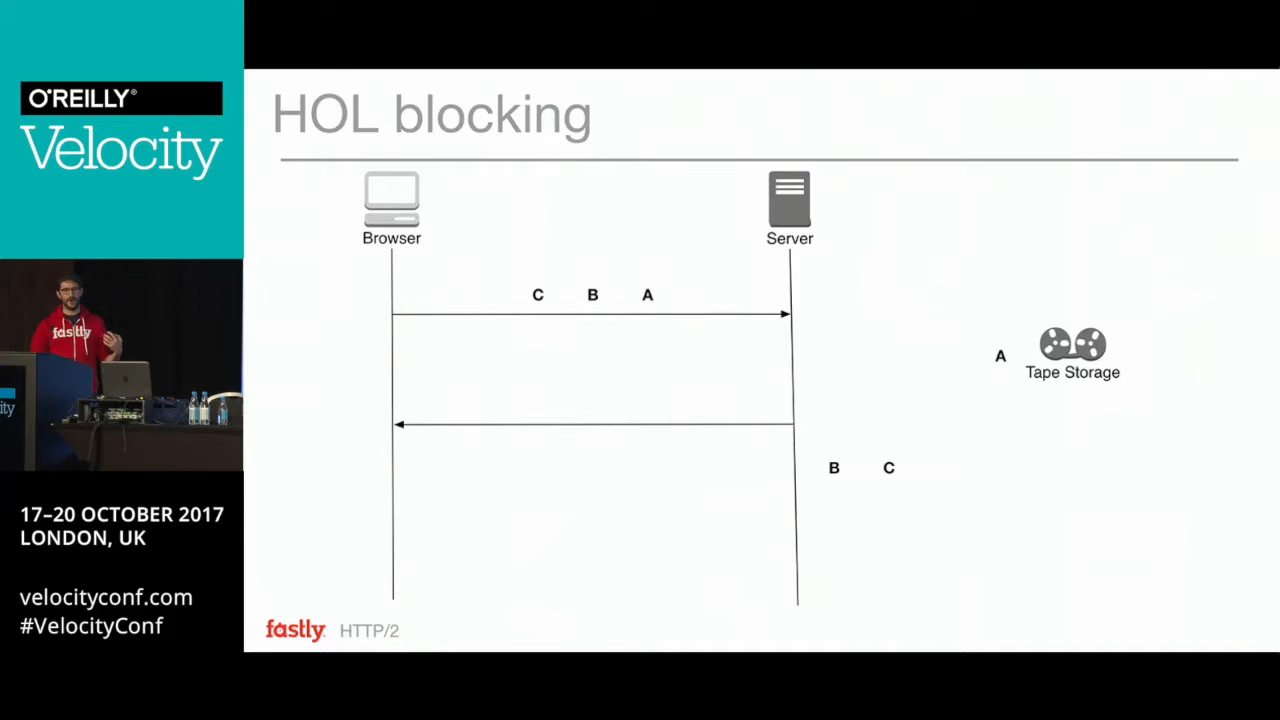 O'REILLY®
Velocity
17–20 OCTOBER 2017
LONDON, UK
velocityconf.com
#VelocityConf
HOL blocking
Browser
Server
C B A
A
Tape Storage
B C
fastly
HTTP/2
fastly
city